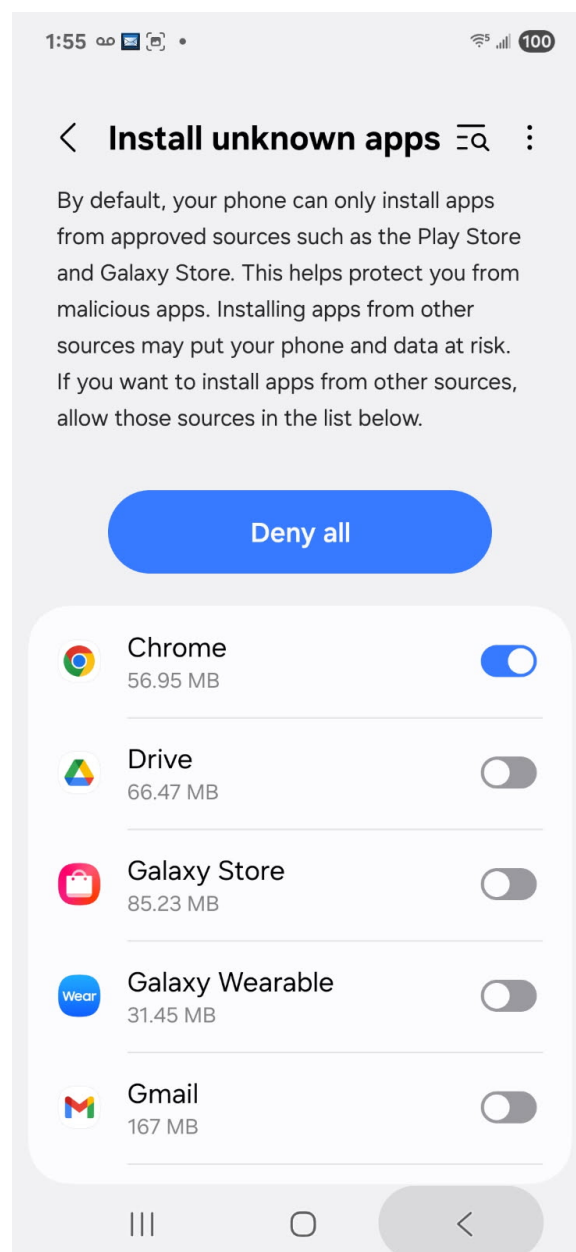 1:55 5 100
Install unknown apps
By default, your phone can only install apps
from approved sources such as the Play Store
and Galaxy Store. This helps protect you from
malicious apps. Installing apps from other
sources may put your phone and data at risk.
If you want to install apps from other sources,
allow those sources in the list below.
Deny all
Chrome
56.95 MB
Drive
66.47 MB
Galaxy Store
85.23 MB
Wear
Galaxy Wearable
31.45 MB
Gmail
167 MB